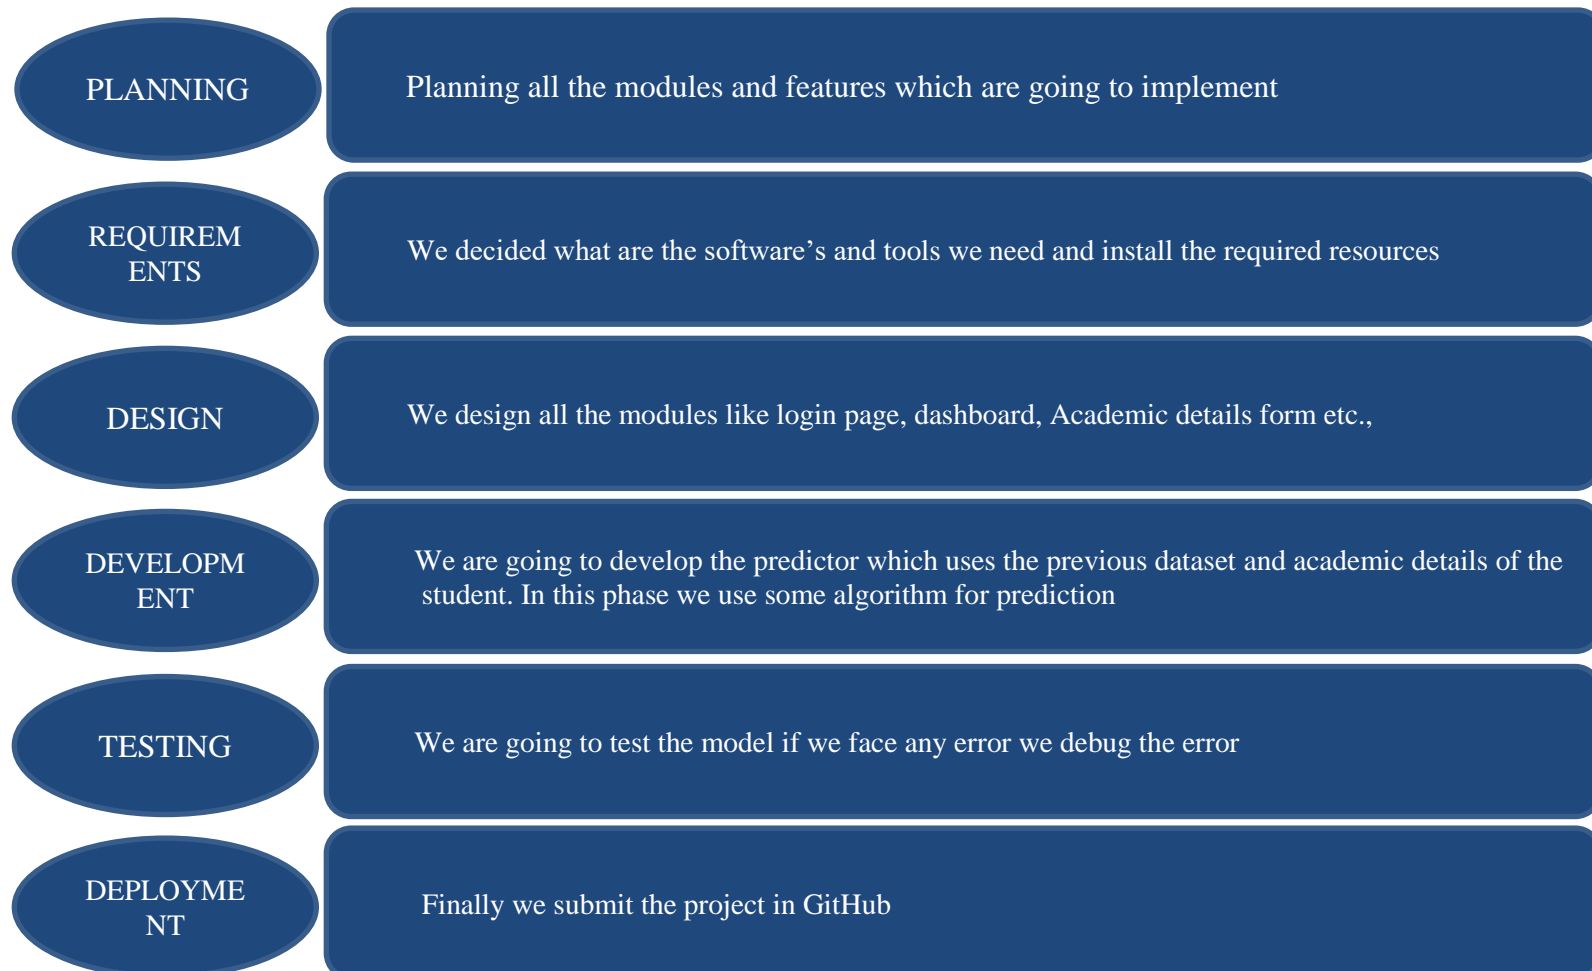 PLANNING
Planning all the modules and features which are going to implement
REQUIREM
ENTS
We decided what are the software’s and tools we need and install the required resources
DESIGN
We design all the modules like login page, dashboard, Academic details form etc.,
DEVELOPM
ENT
We are going to develop the predictor which uses the previous dataset and academic details of the
student. In this phase we use some algorithm for prediction
TESTING
We are going to test the model if we face any error we debug the error
DEPLOYME
NT
Finally we submit the project in GitHub